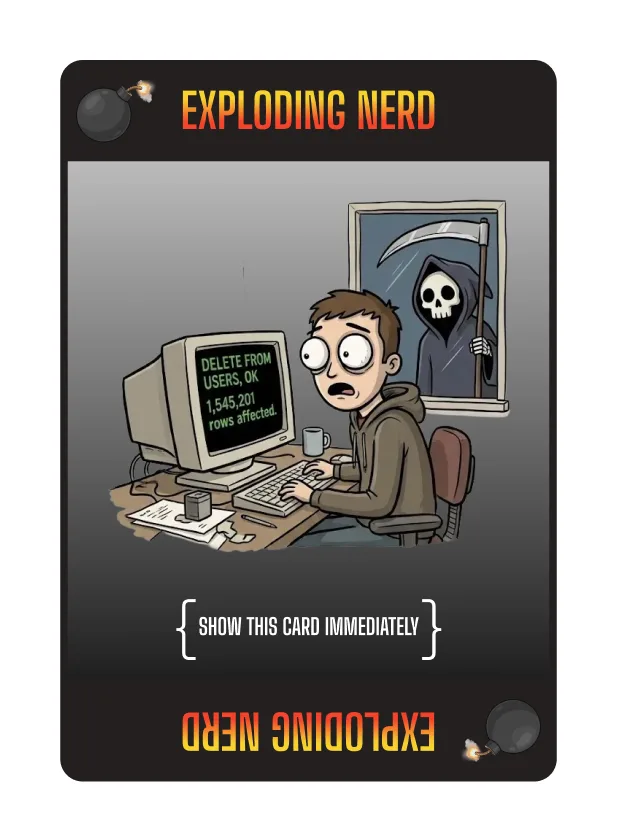 EXPLODING NERD
DELETE FROM
USERS, OK
1,545,201
rows affected.
{ SHOW THIS CARD IMMEDIATELY }
EXPLODING NERD